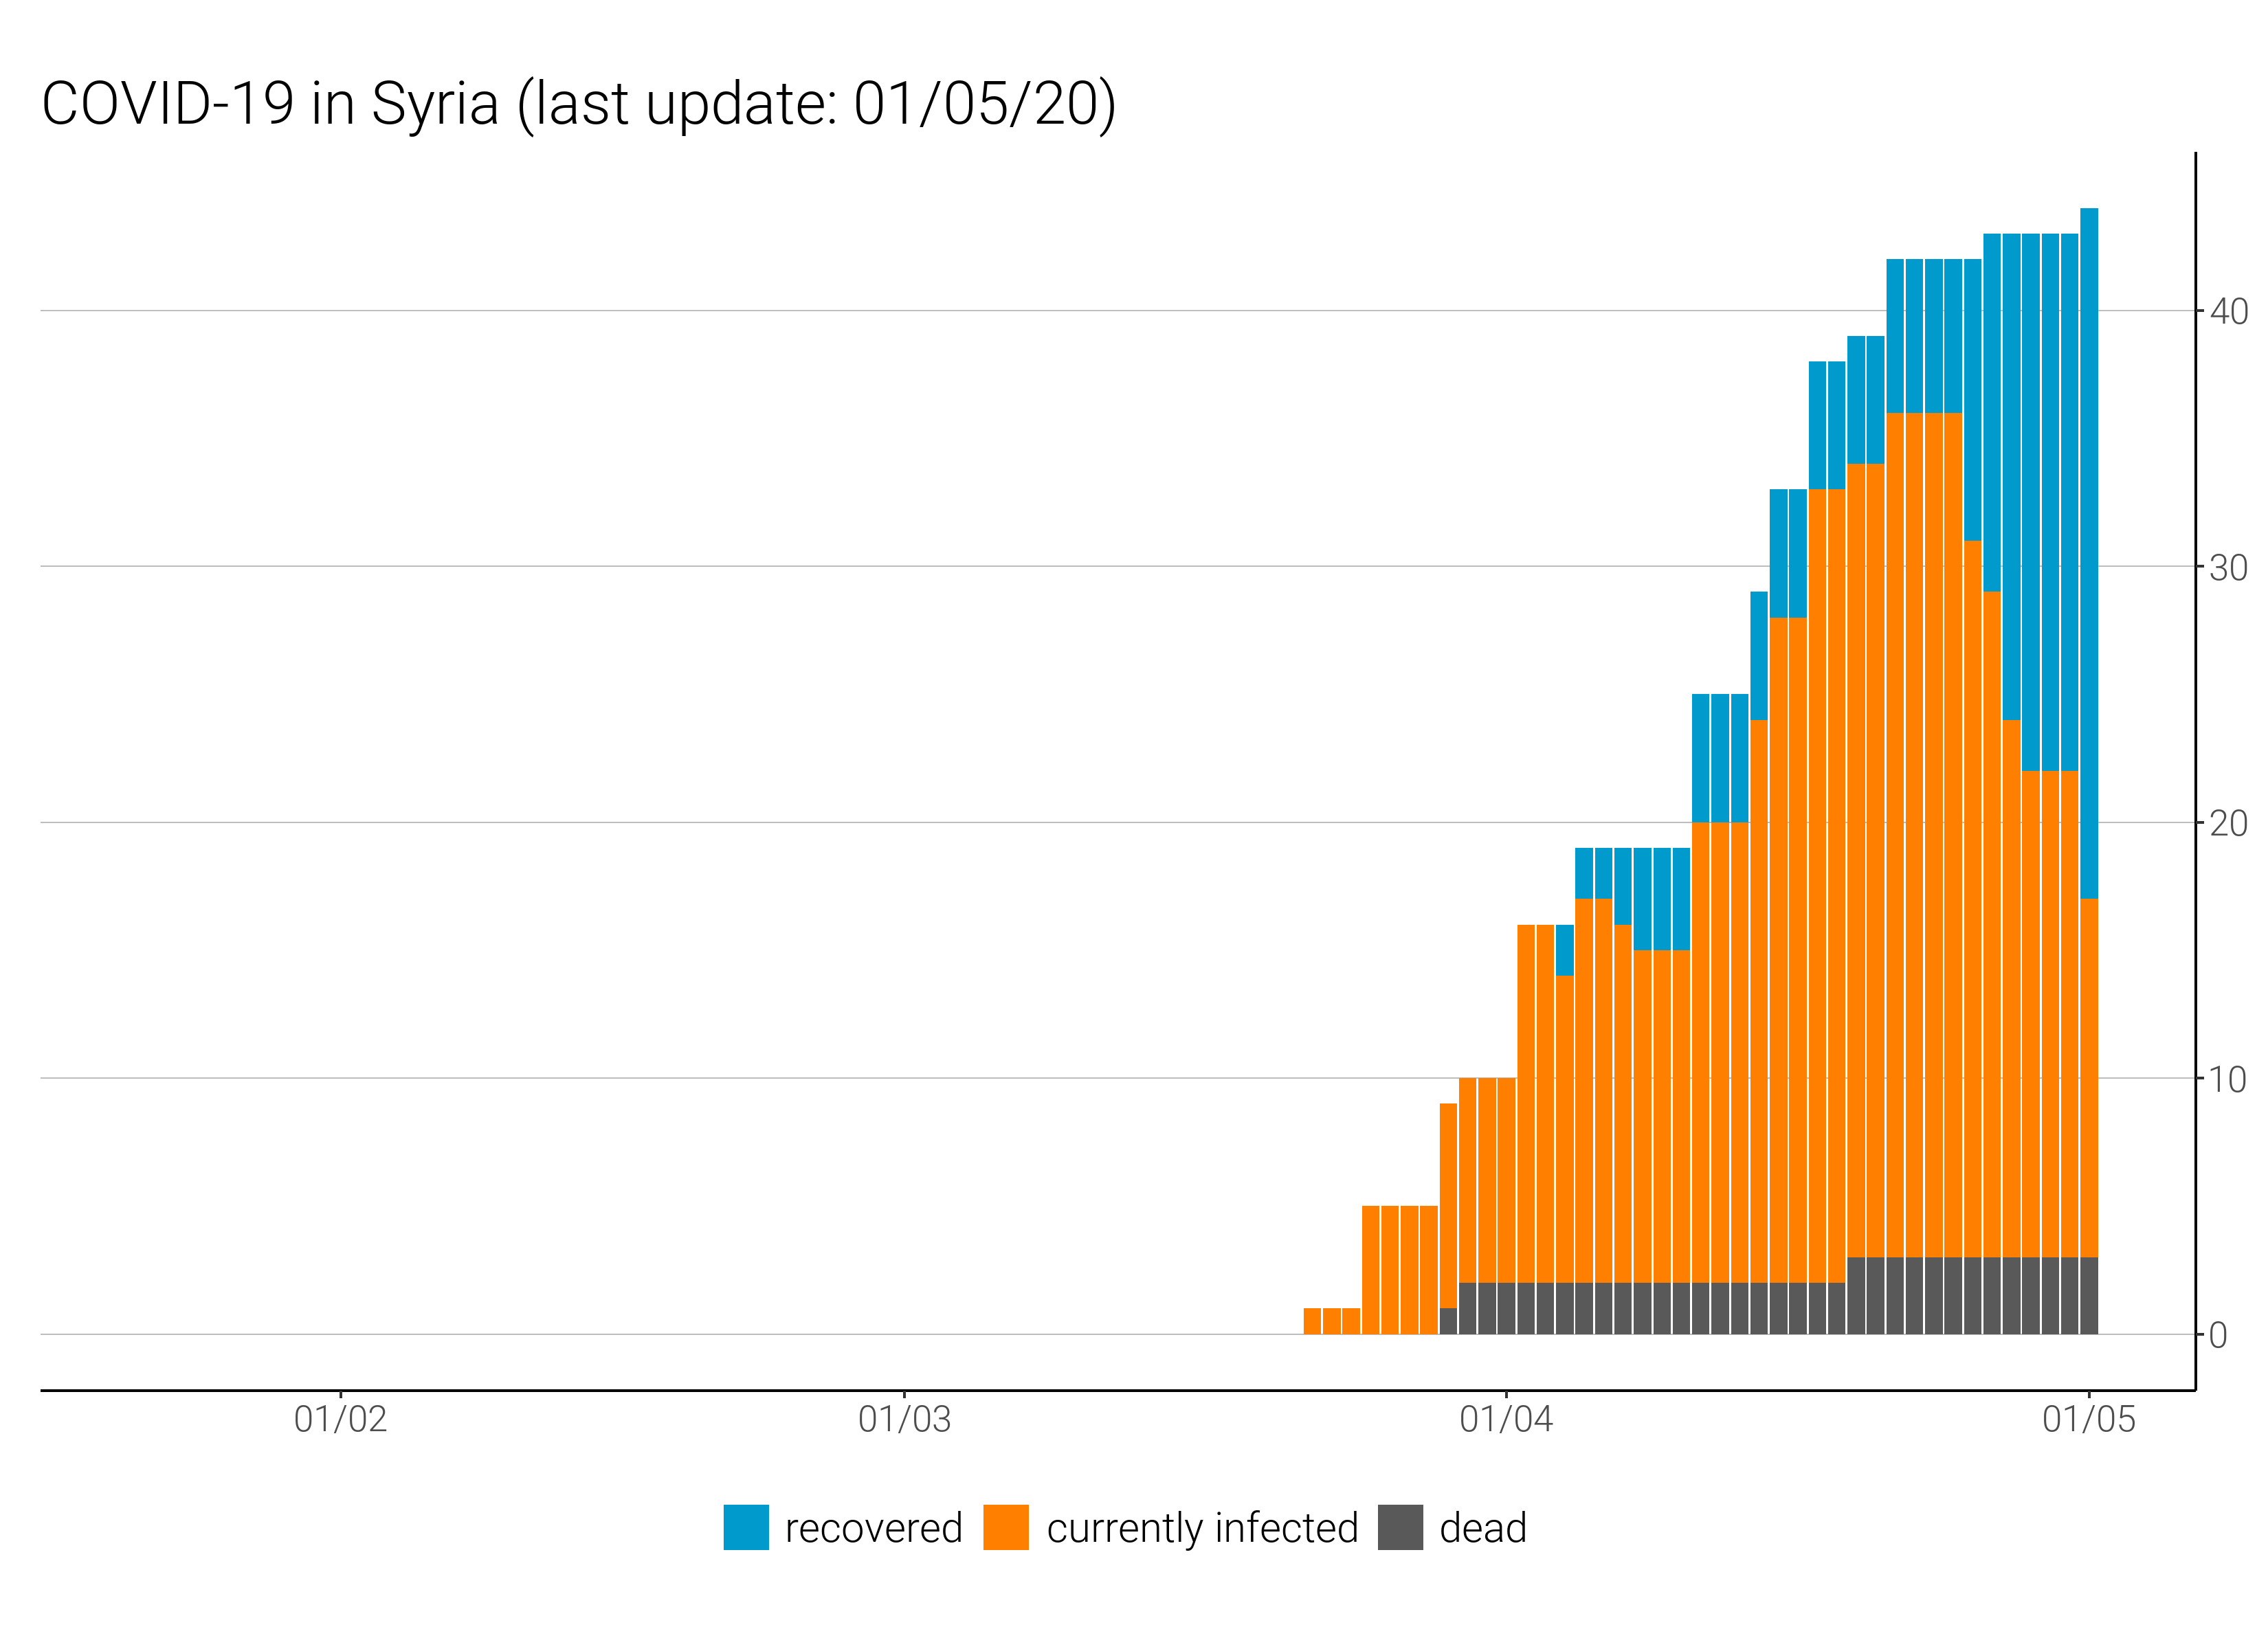 COVID-19 in Syria (last update: 01/05/20)
40
30
20
10
0
01/02 01/03 01/04 01/05
recovered currently infected dead